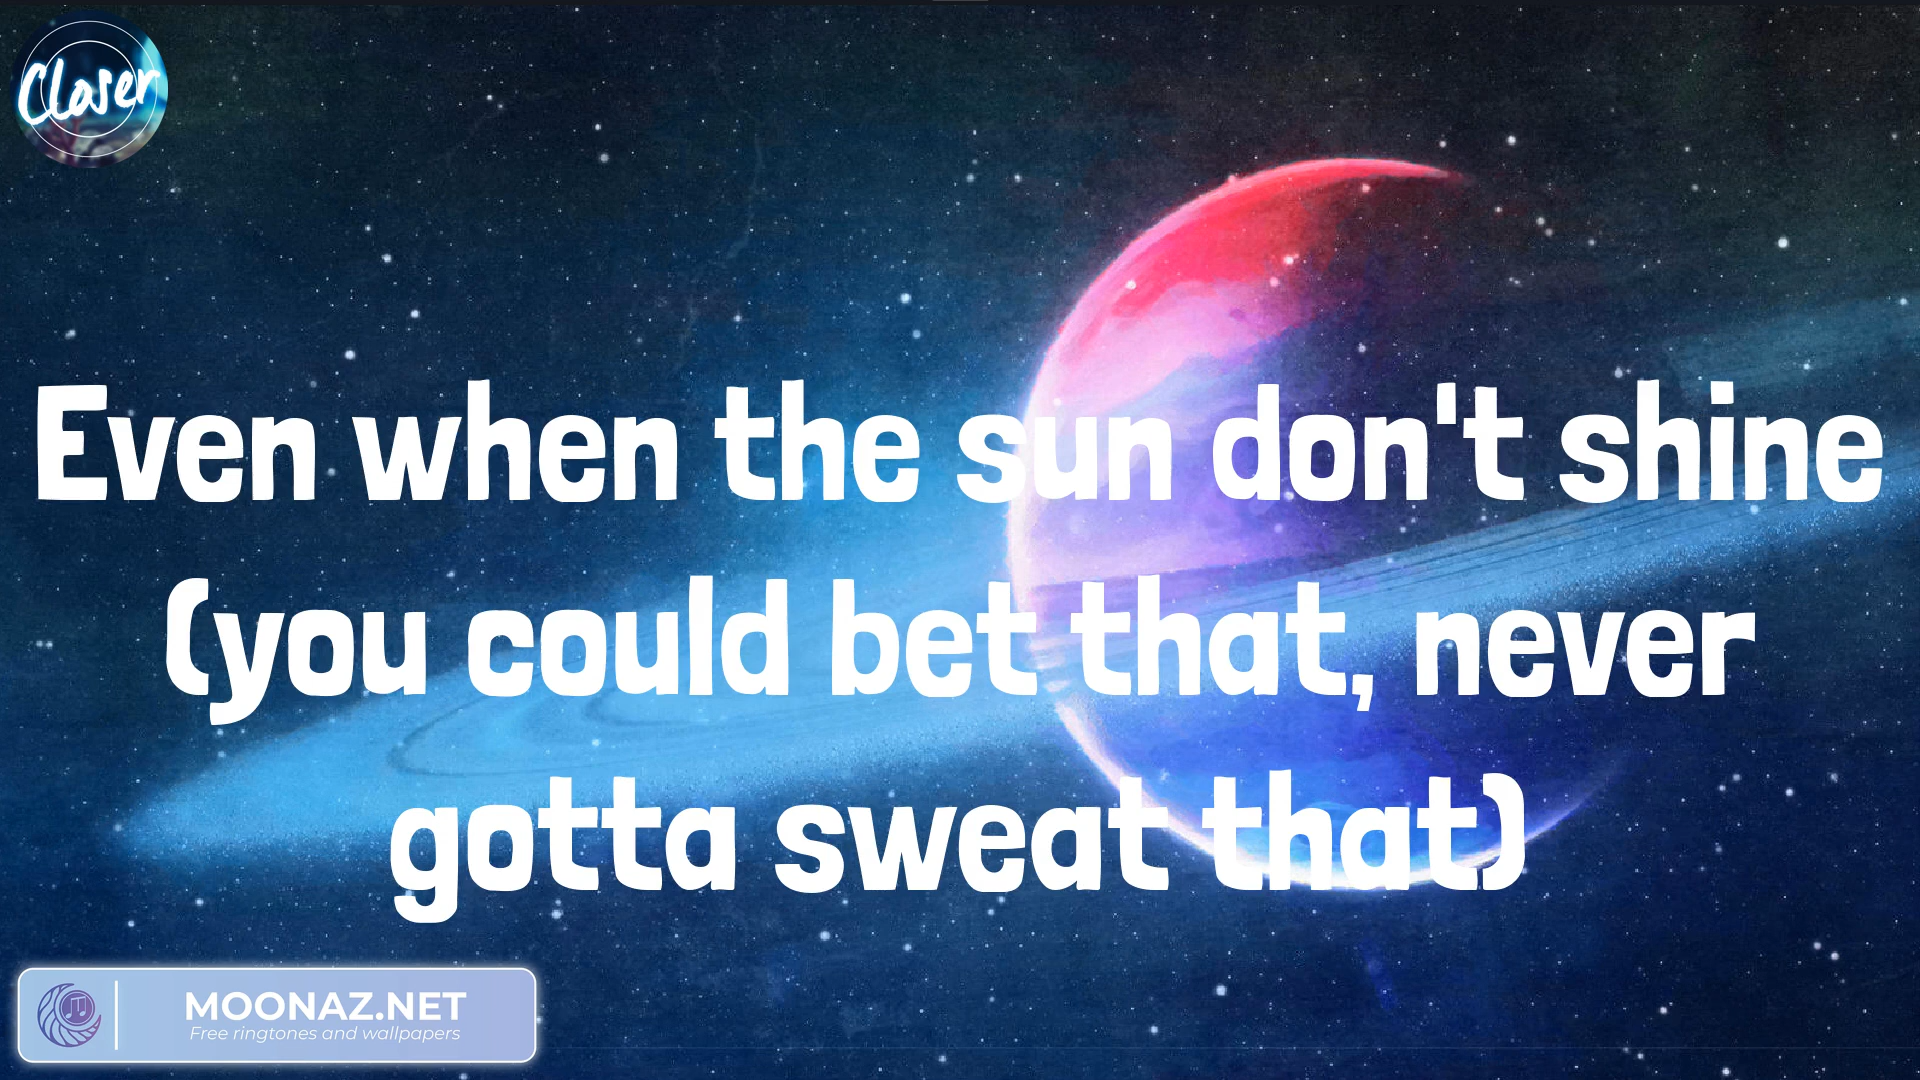 Closer
Even when the sun don't shine
(you could bet that, never
gotta sweat that)
MOONAZ.NET
Free ringtones and wallpapers